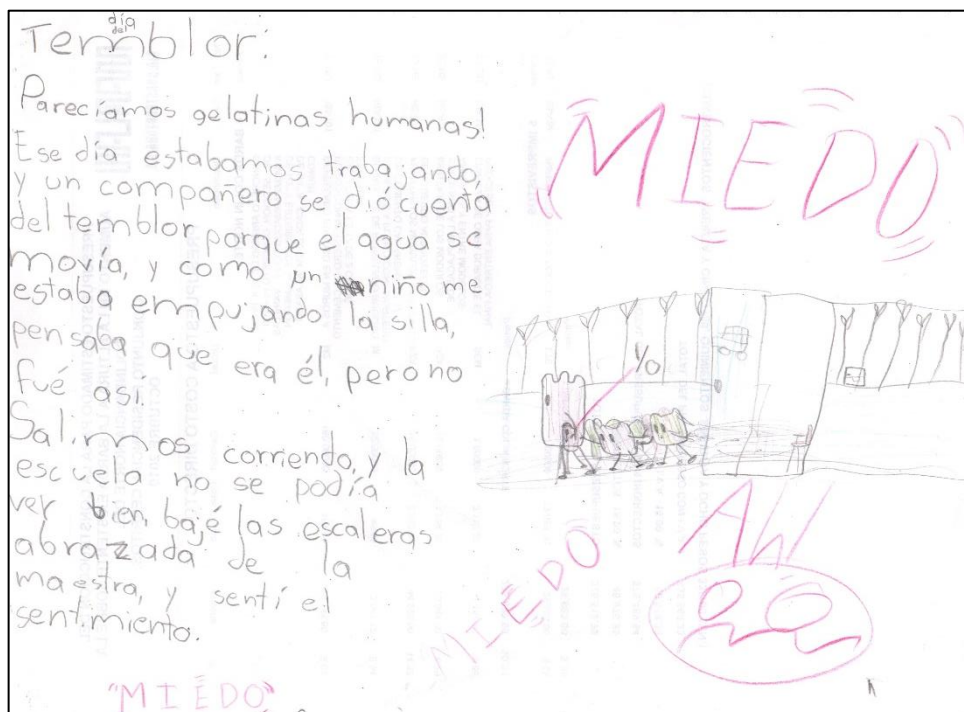 día
del
Temblor:
Parecíamos gelatinas humanas!
Ese día estabamos trabajando,
y un compañero se dió cuenta
del temblor porque el agua se
movía, y como un niño me
estaba empujando la silla,
pensaba que era él, pero no
fué así.
Salimos corriendo, y la
escuela no se podía
ver bien, bajé las escaleras
abrazada de la
maestra, y sentí el
sentimiento.
"MIEDO"
MIEDO
Yo
MIEDO